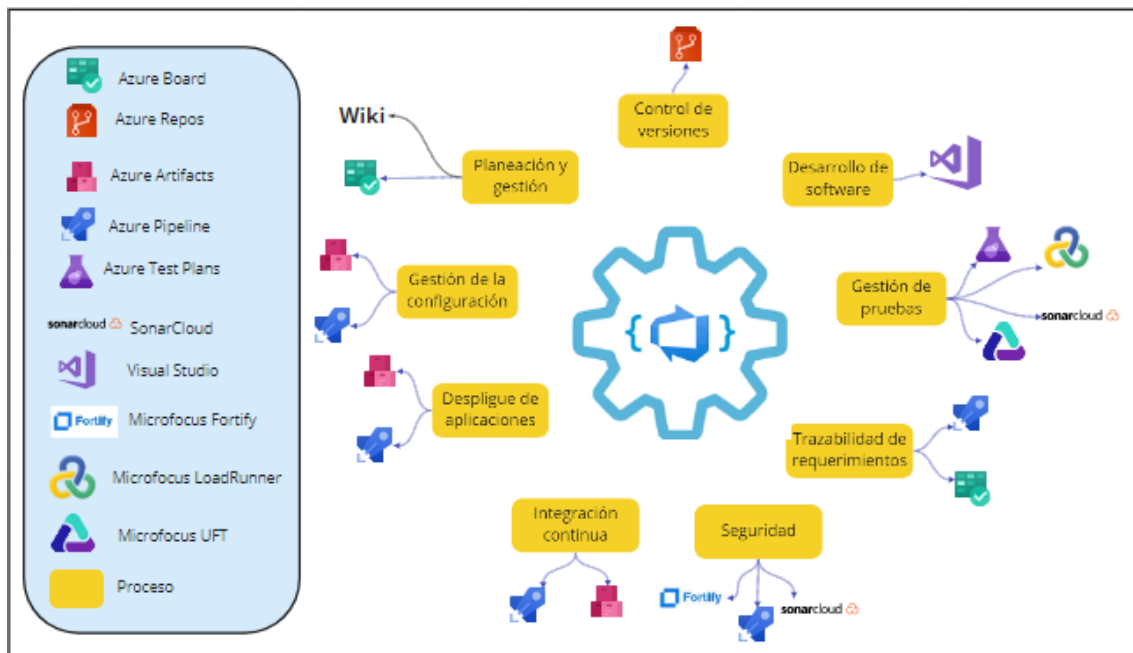 Azure Board
Azure Repos
Azure Artifacts
Azure Pipeline
Azure Test Plans
sonarcloud
SonarCloud
Visual Studio
Fortify
Microfocus Fortify
Microfocus LoadRunner
Microfocus UFT
Proceso
Wiki
Planeación y
gestión
Control de
versiones
Desarrollo de
software
Gestión de la
configuración
Gestión de
pruebas
sonarcloud
{ }
Despligue de
aplicaciones
Trazabilidad de
requerimientos
Integración
continua
Seguridad
Fortify
sonarcloud